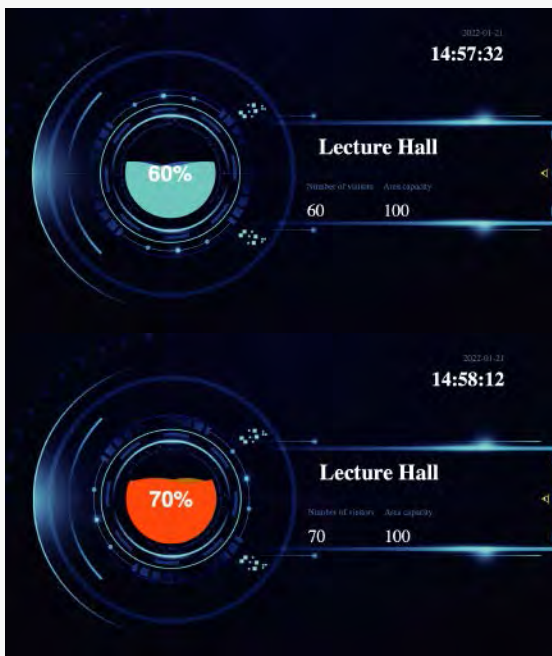 2022-01-21
14:57:32
60%
Lecture Hall
Number of visitors Area capacity
60 100
2022-01-21
14:58:12
70%
Lecture Hall
Number of visitors Area capacity
70 100